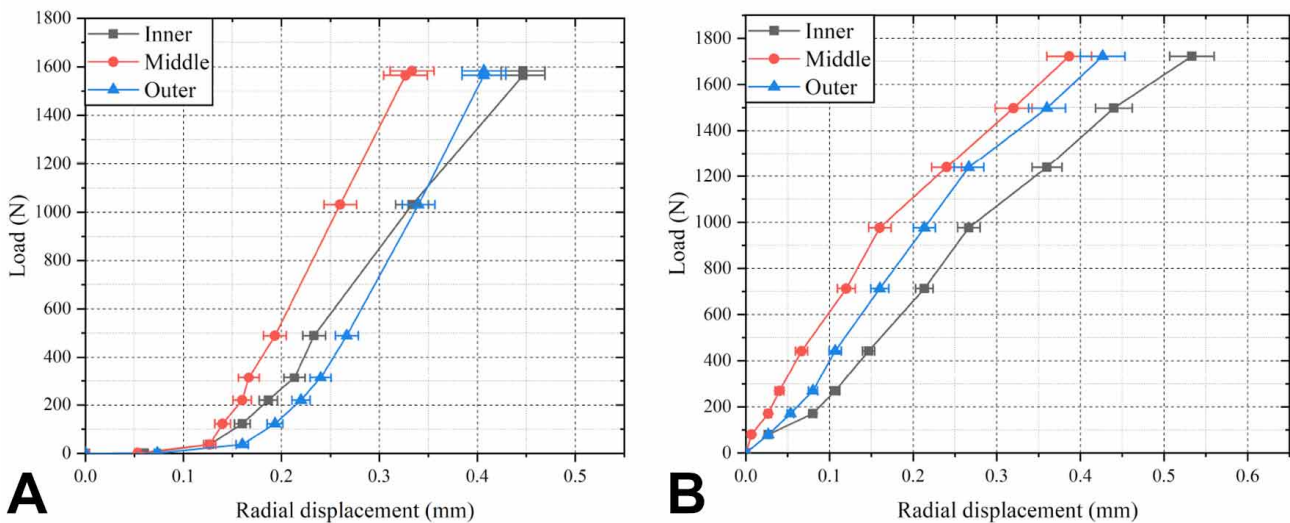 Inner
Middle
Outer
1800
1600
1400
1200
1000
800
600
400
200
0
Load (N)
0.0 0.1 0.2 0.3 0.4 0.5
Radial displacement (mm)
A
Inner
Middle
Outer
1800
1600
1400
1200
1000
800
600
400
200
0
Load (N)
0.0 0.1 0.2 0.3 0.4 0.5 0.6
Radial displacement (mm)
B